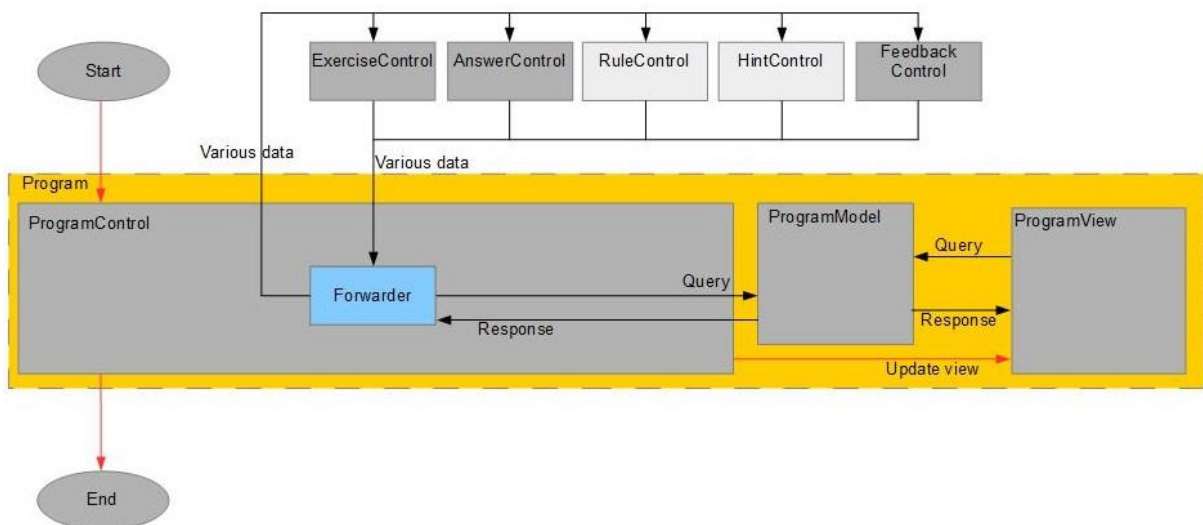 Start
ExerciseControl
AnswerControl
RuleControl
HintControl
Feedback
Control
Various data
Various data
Program
ProgramControl
ProgramModel
ProgramView
Query
Forwarder
Query
Response
Response
Update view
End